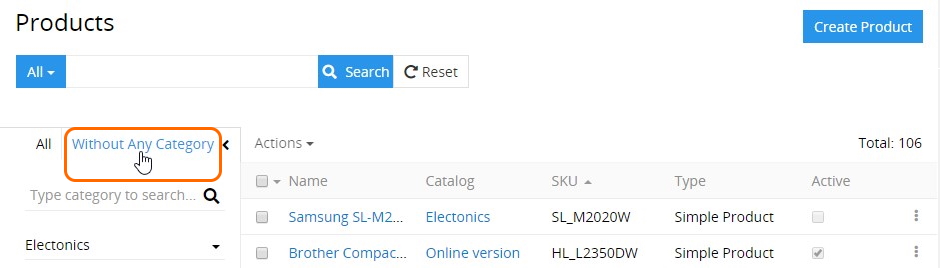 Products
Create Product
All
Search
Reset
All
Without Any Category
Actions
Total: 106
Type category to search...
Name
Catalog
SKU
Type
Active
Samsung SL-M2...
Electonics
SL_M2020W
Simple Product
Electonics
Brother Compac...
Online version
HL_L2350DW
Simple Product